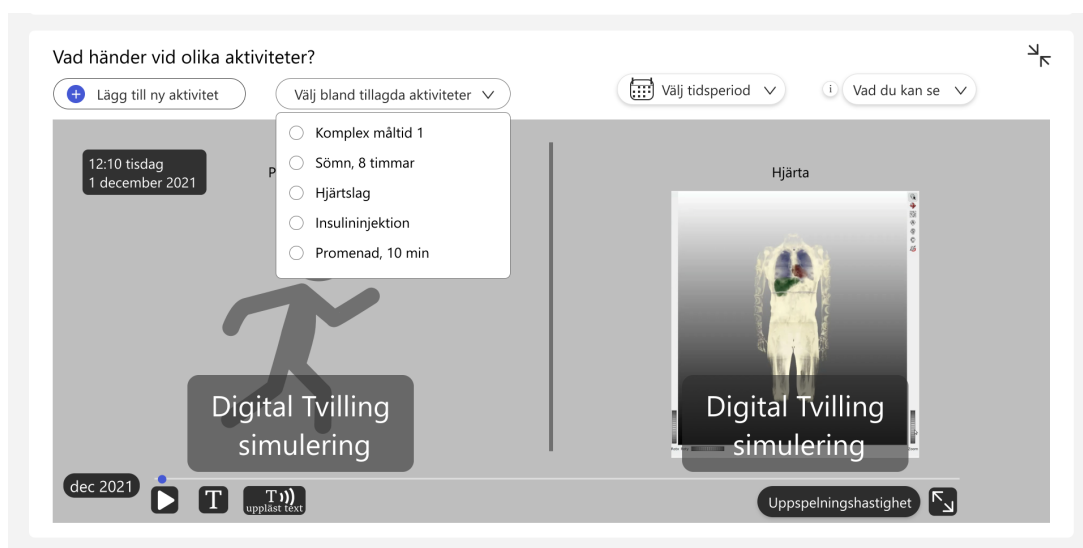 Vad händer vid olika aktiviteter?
Lägg till ny aktivitet
Välj bland tillagda aktiviteter
Välj tidsperiod
i
Vad du kan se
Komplex måltid 1
Sömn, 8 timmar
Hjärtslag
Insulininjektion
Promenad, 10 min
12:10 tisdag
1 december 2021
P
Hjärta
Digital Tvilling
simulering
Digital Tvilling
simulering
dec 2021
T
T
uppläst text
Uppspelningshastighet